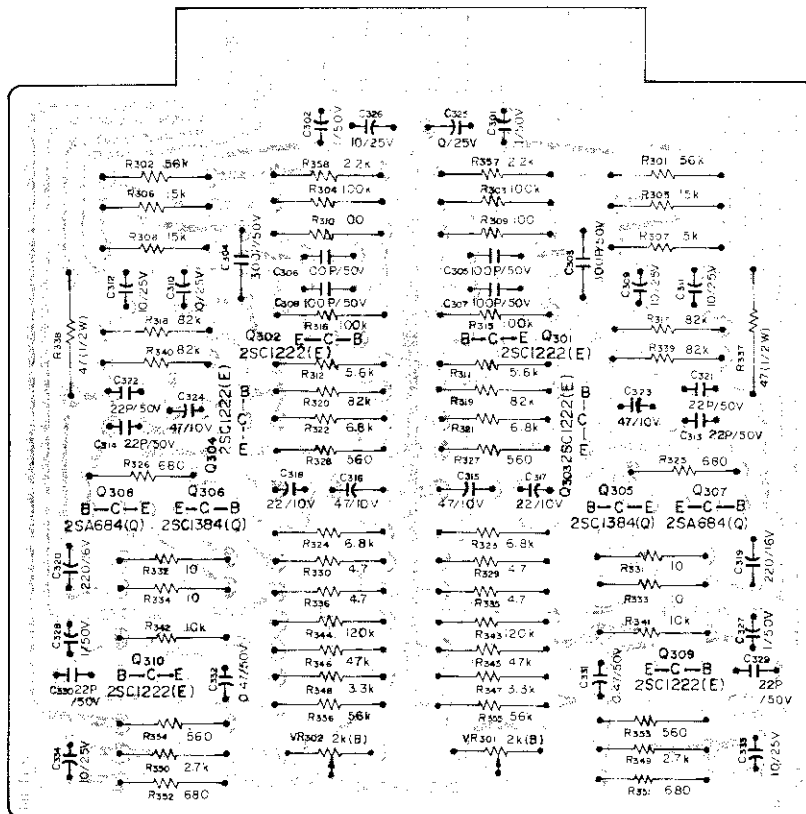 C302 1/50V
C326 10/25V
C325 0/25V
C301 1/50V
R302 56k
R358 2.2k
R357 2.2k
R301 56k
R306 15k
R304 100k
R303 100k
R305 15k
R310 00
R309 100
R308 15k
R307 5k
C304 300P/50V
C306 00P/50V
C305 100P/50V
C303 300P/50V
C312 10/25V
C310 10/25V
C309 10/25V
C311 10/25V
C308 100P/50V
C307 100P/50V
R318 82k
R316 100k
R315 100k
R317 82k
R338 47(1/2W)
R337 47(1/2W)
Q302 E-C-B
2SC1222(E)
B-C-E Q301
2SC1222(E)
R340 82k
R339 82k
R312 5.6k
R311 5.6k
C322 22P/50V
C324 47/10V
R320 82k
R319 82k
C323 47/10V
C321 22P/50V
C314 22P/50V
R322 6.8k
R321 6.8k
C313 22P/50V
Q304 2SC1222(E)
B C E
Q303 2SC1222(E)
B C E
R328 560
R327 560
R326 680
R325 680
C318 22/10V
C316 47/10V
C315 47/10V
C317 22/10V
Q308 B-C-E
2SA684(Q)
Q306 E-C-B
2SC1384(Q)
Q305 B-C-E
2SC1384(Q)
Q307 E-C-B
2SA684(Q)
R324 6.8k
R323 6.8k
C320 220/16V
C319 220/16V
R332 10
R330 4.7
R329 4.7
R331 10
R334 10
R336 4.7
R335 4.7
R333 10
C328 1/50V
C327 1/50V
R342 10k
R344 120k
R343 120k
R341 10k
R346 47k
R345 47k
Q310 B-C-E
2SC1222(E)
Q309 E-C-B
2SC1222(E)
C330 22P/50V
C332 0.47/50V
C331 0.47/50V
C329 22P/50V
R348 3.3k
R347 3.3k
R356 56k
R355 56k
R354 560
R353 560
VR302 2k(B)
VR301 2k(B)
C334 10/25V
C333 10/25V
R350 2.7k
R349 2.7k
R352 680
R351 680